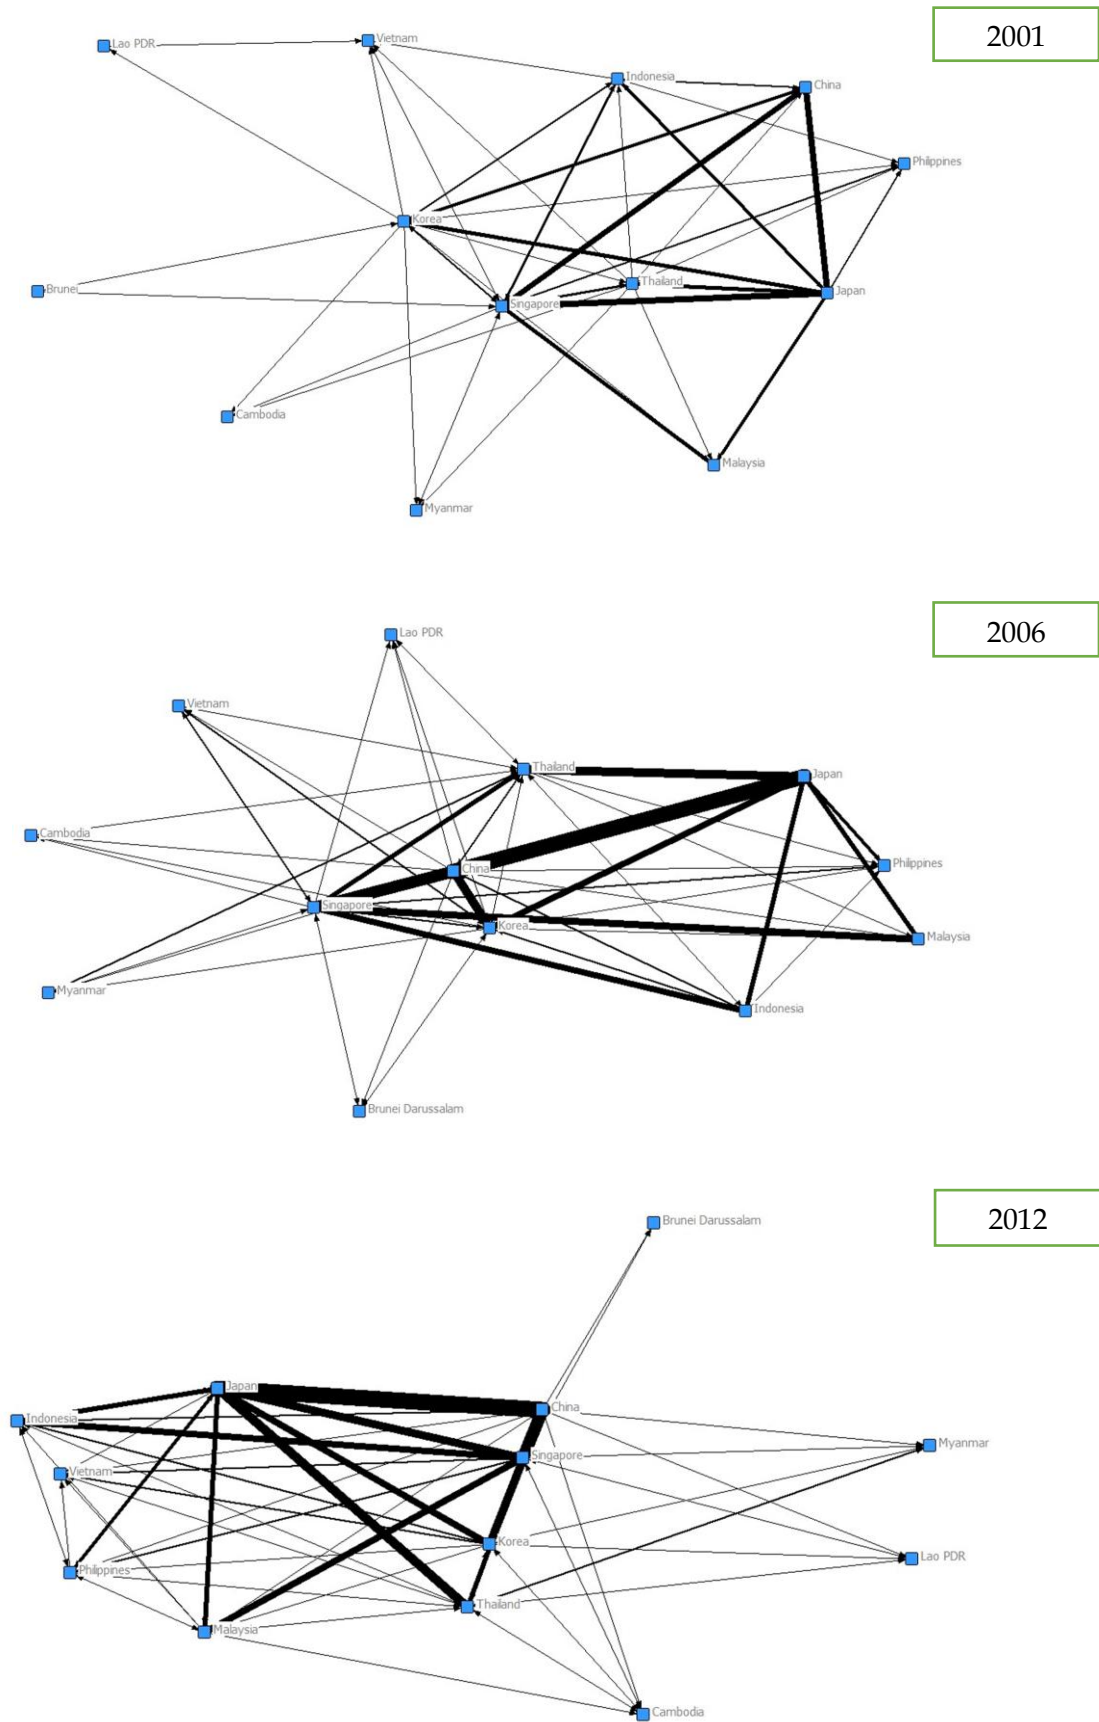 2001
Lao PDR
Vietnam
Indonesia
China
Philippines
Korea
Brunei
Thailand
Japan
Singapore
Cambodia
Malaysia
Myanmar
2006
Lao PDR
Vietnam
Thailand
Japan
Cambodia
China
Philippines
Singapore
Korea
Malaysia
Myanmar
Indonesia
Brunei Darussalam
2012
Brunei Darussalam
Japan
China
Indonesia
Myanmar
Singapore
Vietnam
Korea
Lao PDR
Philippines
Thailand
Malaysia
Cambodia